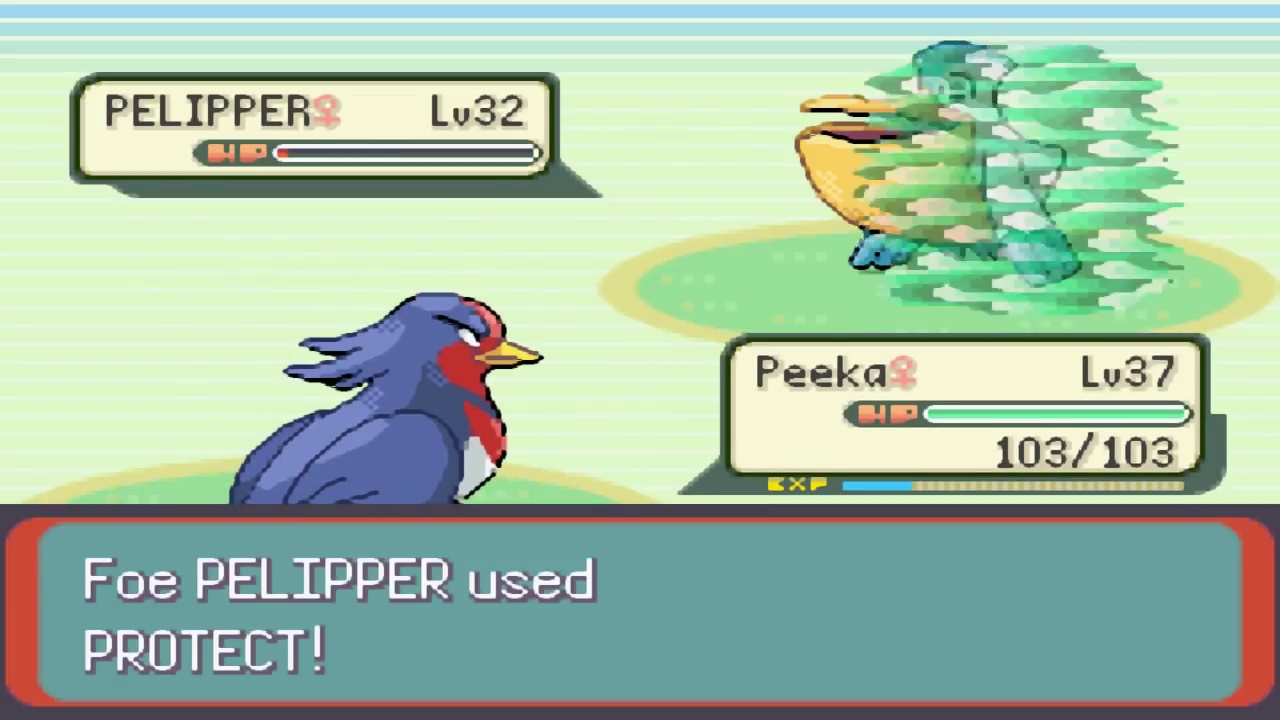 PELIPPER♀ Lv32
HP
Peeka♀ Lv37
HP
103/103
EXP
Foe PELIPPER used
PROTECT!